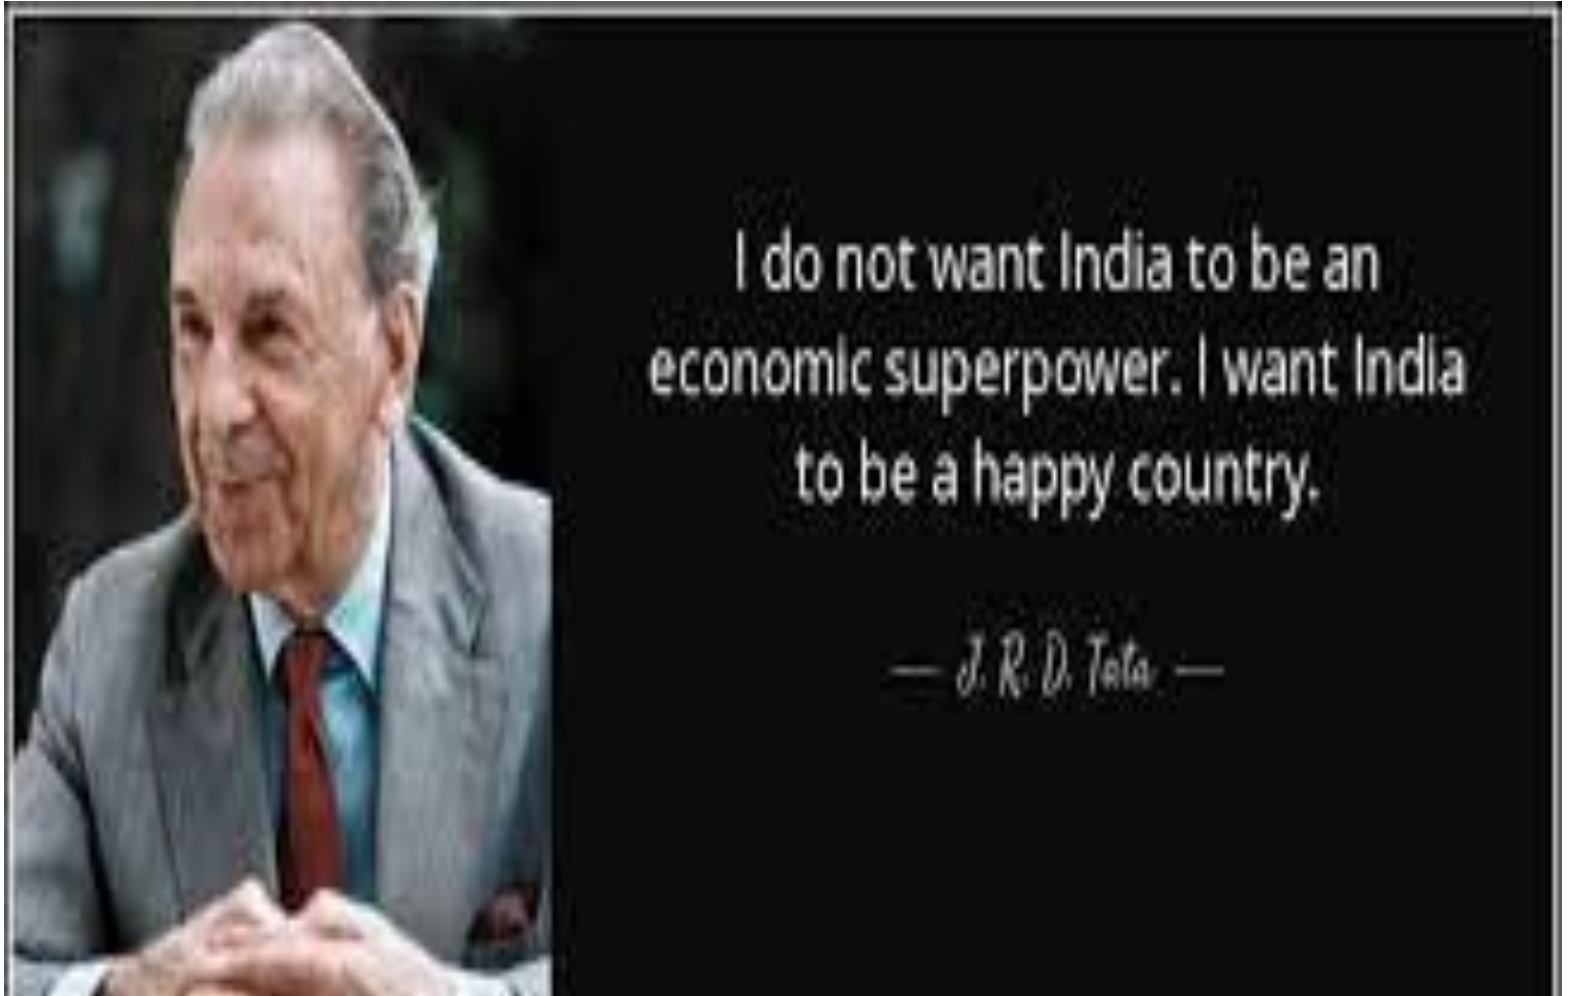 I do not want India to be an
economic superpower. I want India
to be a happy country.
— J. R. D. Tata —